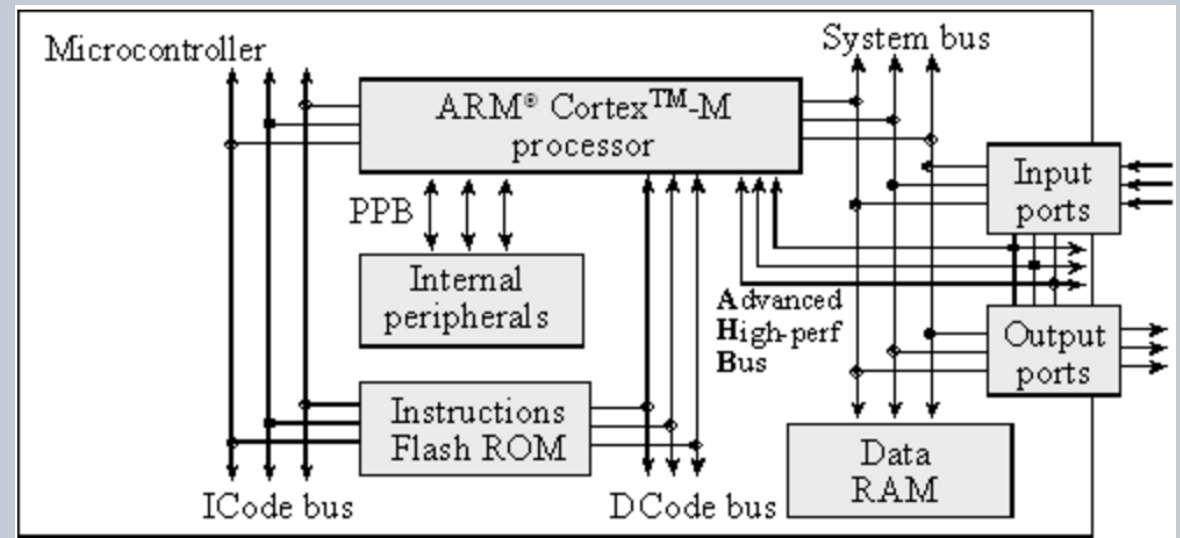 Microcontroller
System bus
ARM® Cortex™-M
processor
Input
ports
PPB
Internal
peripherals
Advanced
High-perf
Bus
Output
ports
Instructions
Flash ROM
Data
RAM
ICode bus
DCode bus